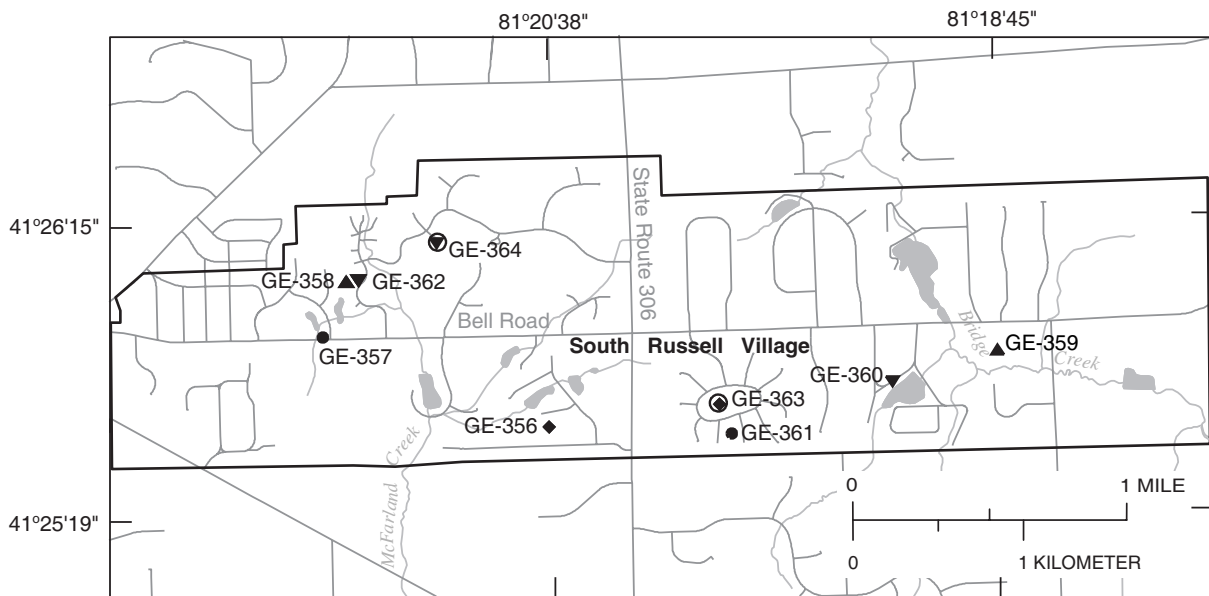 81°20'38"
81°18'45"
41°26'15"
State Route 306
GE-364
GE-358
GE-362
Bell Road
South Russell Village
Bridge Creek
GE-359
GE-357
GE-360
GE-363
GE-356
GE-361
McFarland Creek
0
1 MILE
41°25'19"
0
1 KILOMETER